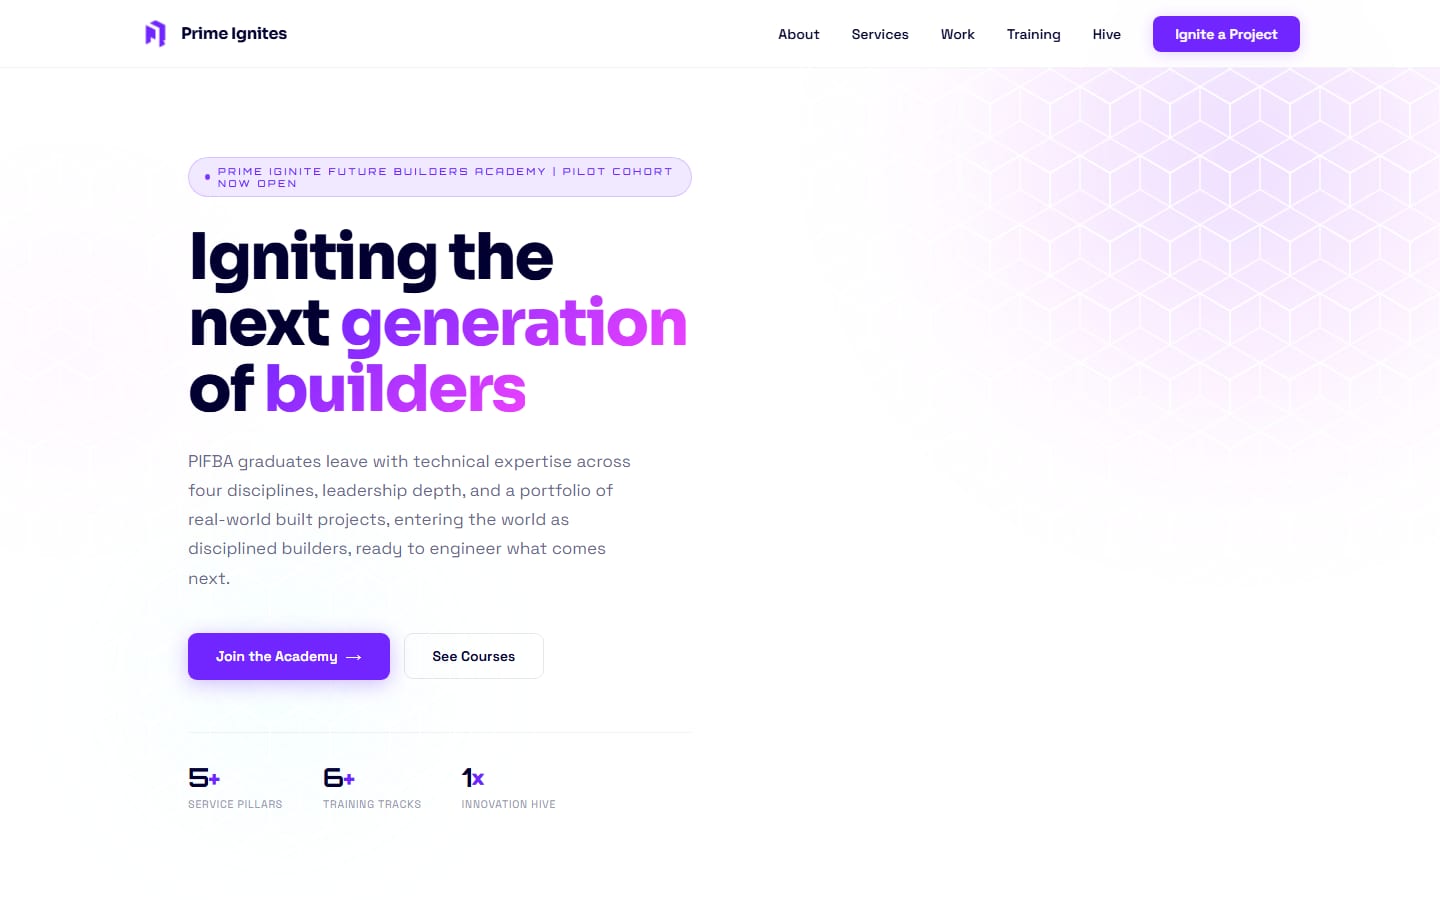 Prime Ignites
About
Services
Work
Training
Hive
Ignite a Project
PRIME IGINITE FUTURE BUILDERS ACADEMY | PILOT COHORT
NOW OPEN
Igniting the
next generation
of builders
PIFBA graduates leave with technical expertise across
four disciplines, leadership depth, and a portfolio of
real-world built projects, entering the world as
disciplined builders, ready to engineer what comes
next.
Join the Academy →
See Courses
5+
6+
1x
SERVICE PILLARS
TRAINING TRACKS
INNOVATION HIVE